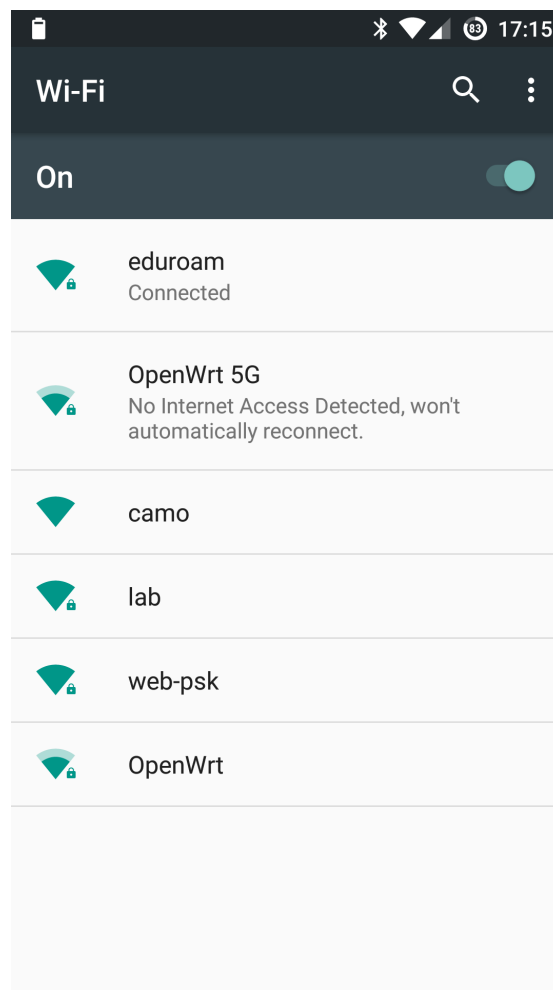 83 17:15
Wi-Fi
On
eduroam
Connected
OpenWrt 5G
No Internet Access Detected, won't
automatically reconnect.
camo
lab
web-psk
OpenWrt